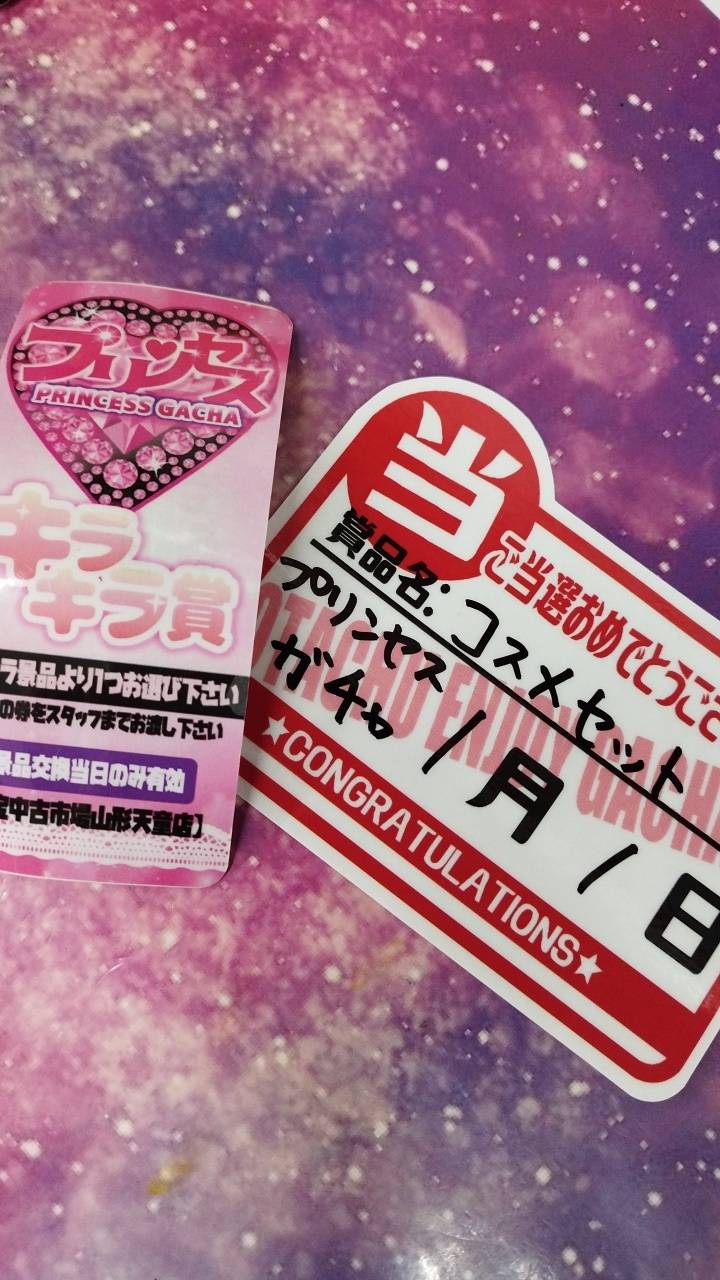 プリンセス
PRINCESS GACHA
キラ
キラ賞
ラ景品より1つお選び下さい
の券をスタッフまでお渡し下さい
景品交換当日のみ有効
中古市場山形天童店】
当
ご当選おめでとうござ
賞品名: コスメセット
プリンセス
ガチャ
1月1日
OTACHU ENJOY GACHA
★CONGRATULATIONS★